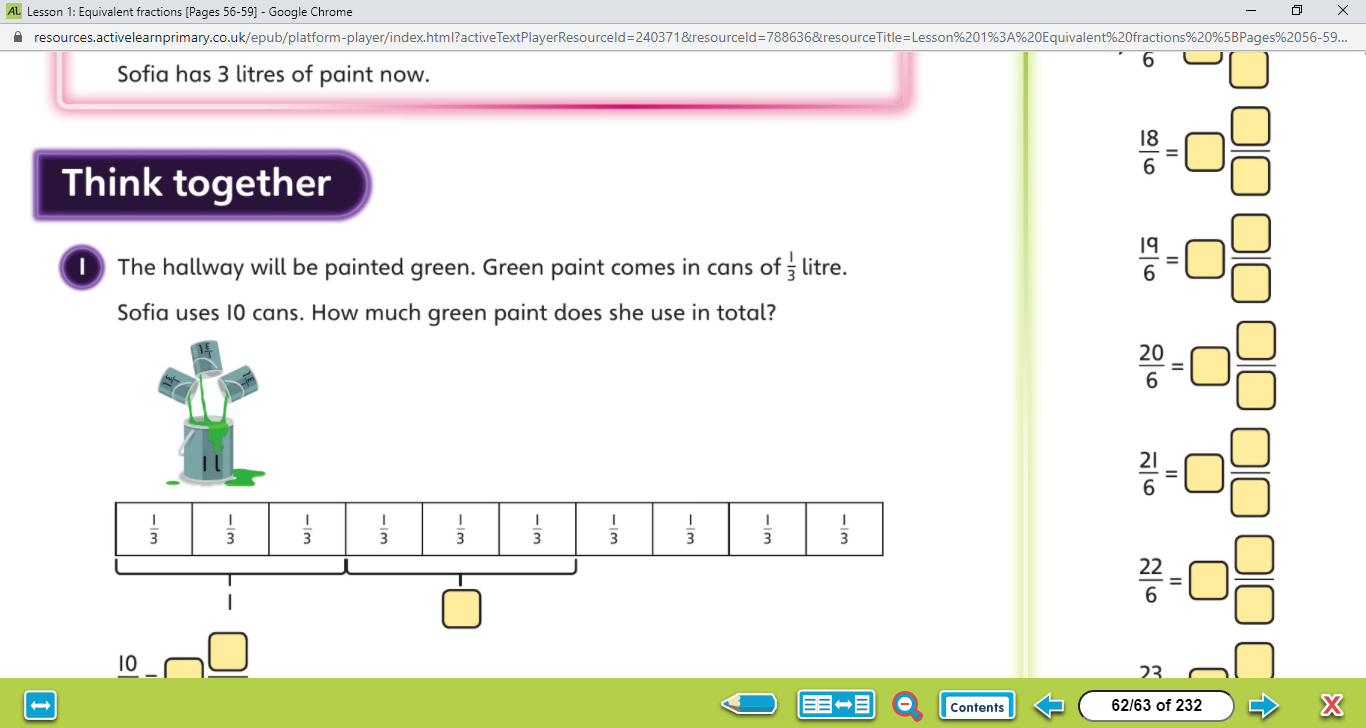 Lesson 1: Equivalent fractions [Pages 56-59] - Google Chrome
resources.activelearnprimary.co.uk/epub/platform-player/index.html?activeTextPlayerResourceId=240371&resourceId=788636&resourceTitle=Lesson%201%3A%20Equivalent%20fractions%20%5BPages%2056-59...
Sofia has 3 litres of paint now.
Think together
1 The hallway will be painted green. Green paint comes in cans of 1/3 litre.
Sofia uses 10 cans. How much green paint does she use in total?
1 l
1/3 1/3 1/3 1/3 1/3 1/3 1/3 1/3 1/3 1/3
1
10 =
6
18/6 =
19/6 =
20/6 =
21/6 =
22/6 =
23
Contents
62/63 of 232